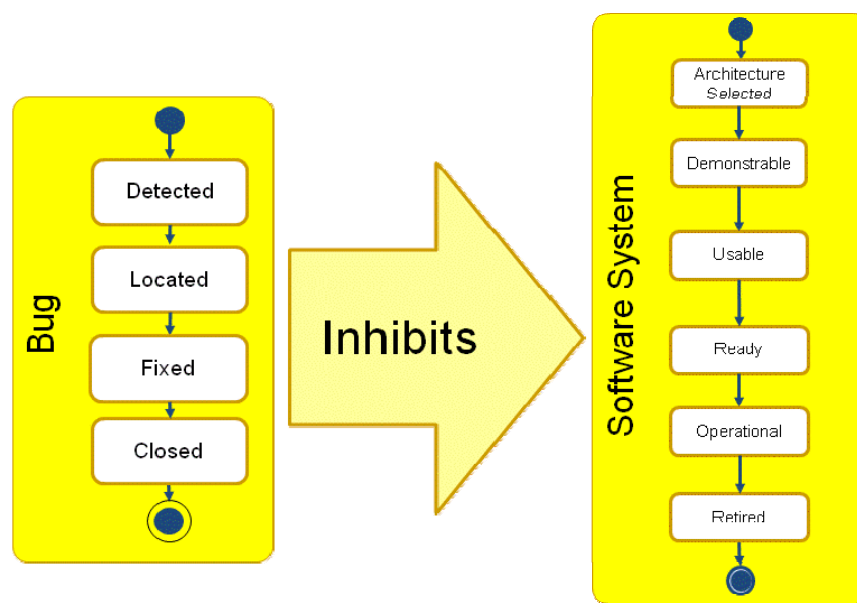 Bug
Detected
Located
Fixed
Closed
Inhibits
Software System
Architecture
Selected
Demonstrable
Usable
Ready
Operational
Retired